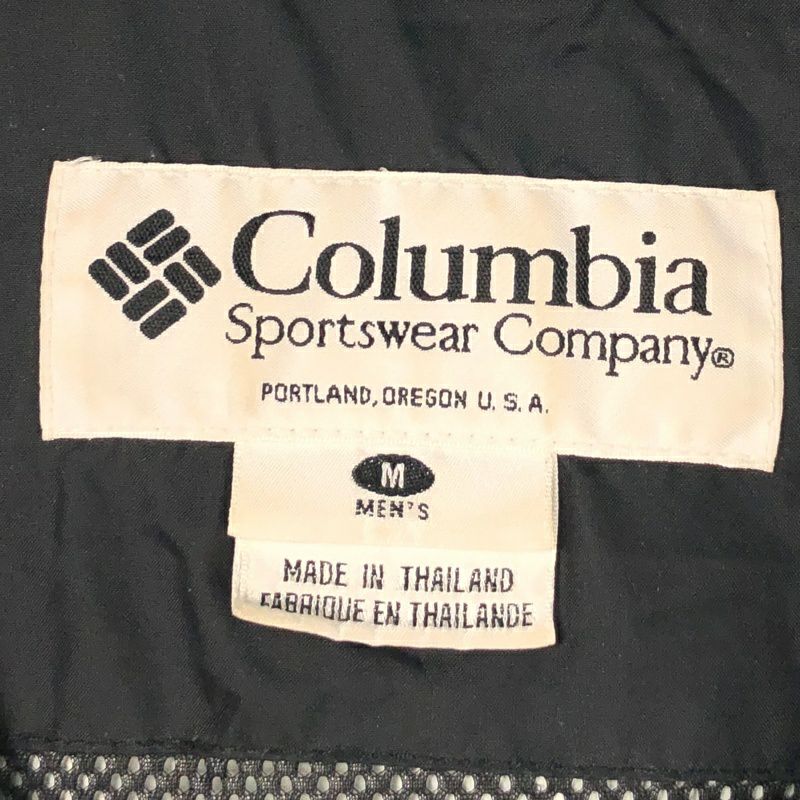 Columbia
Sportswear Company®
PORTLAND, OREGON U.S.A.
M
MEN'S
MADE IN THAILAND
FABRIQUE EN THAILANDE